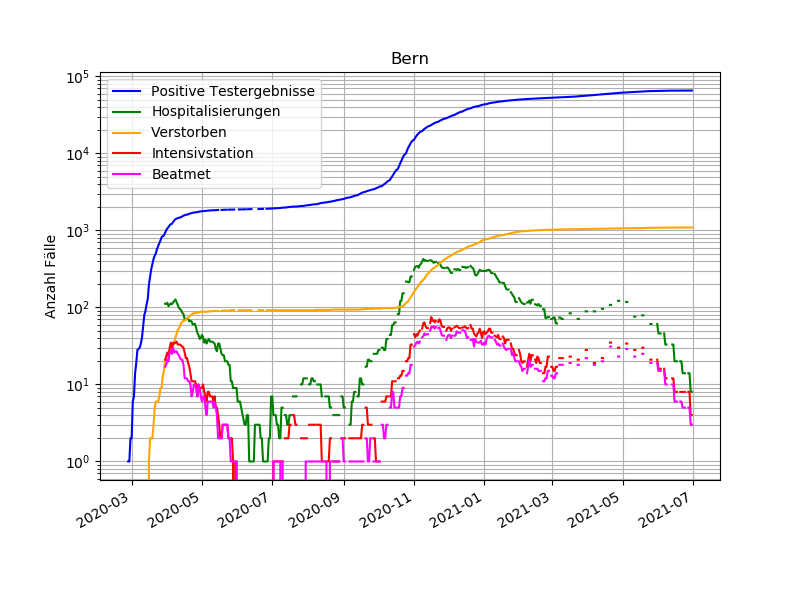 Bern
10^5
10^4
10^3
10^2
10^1
10^0
Anzahl Fälle
Positive Testergebnisse
Hospitalisierungen
Verstorben
Intensivstation
Beatmet
2020-03
2020-05
2020-07
2020-09
2020-11
2021-01
2021-03
2021-05
2021-07